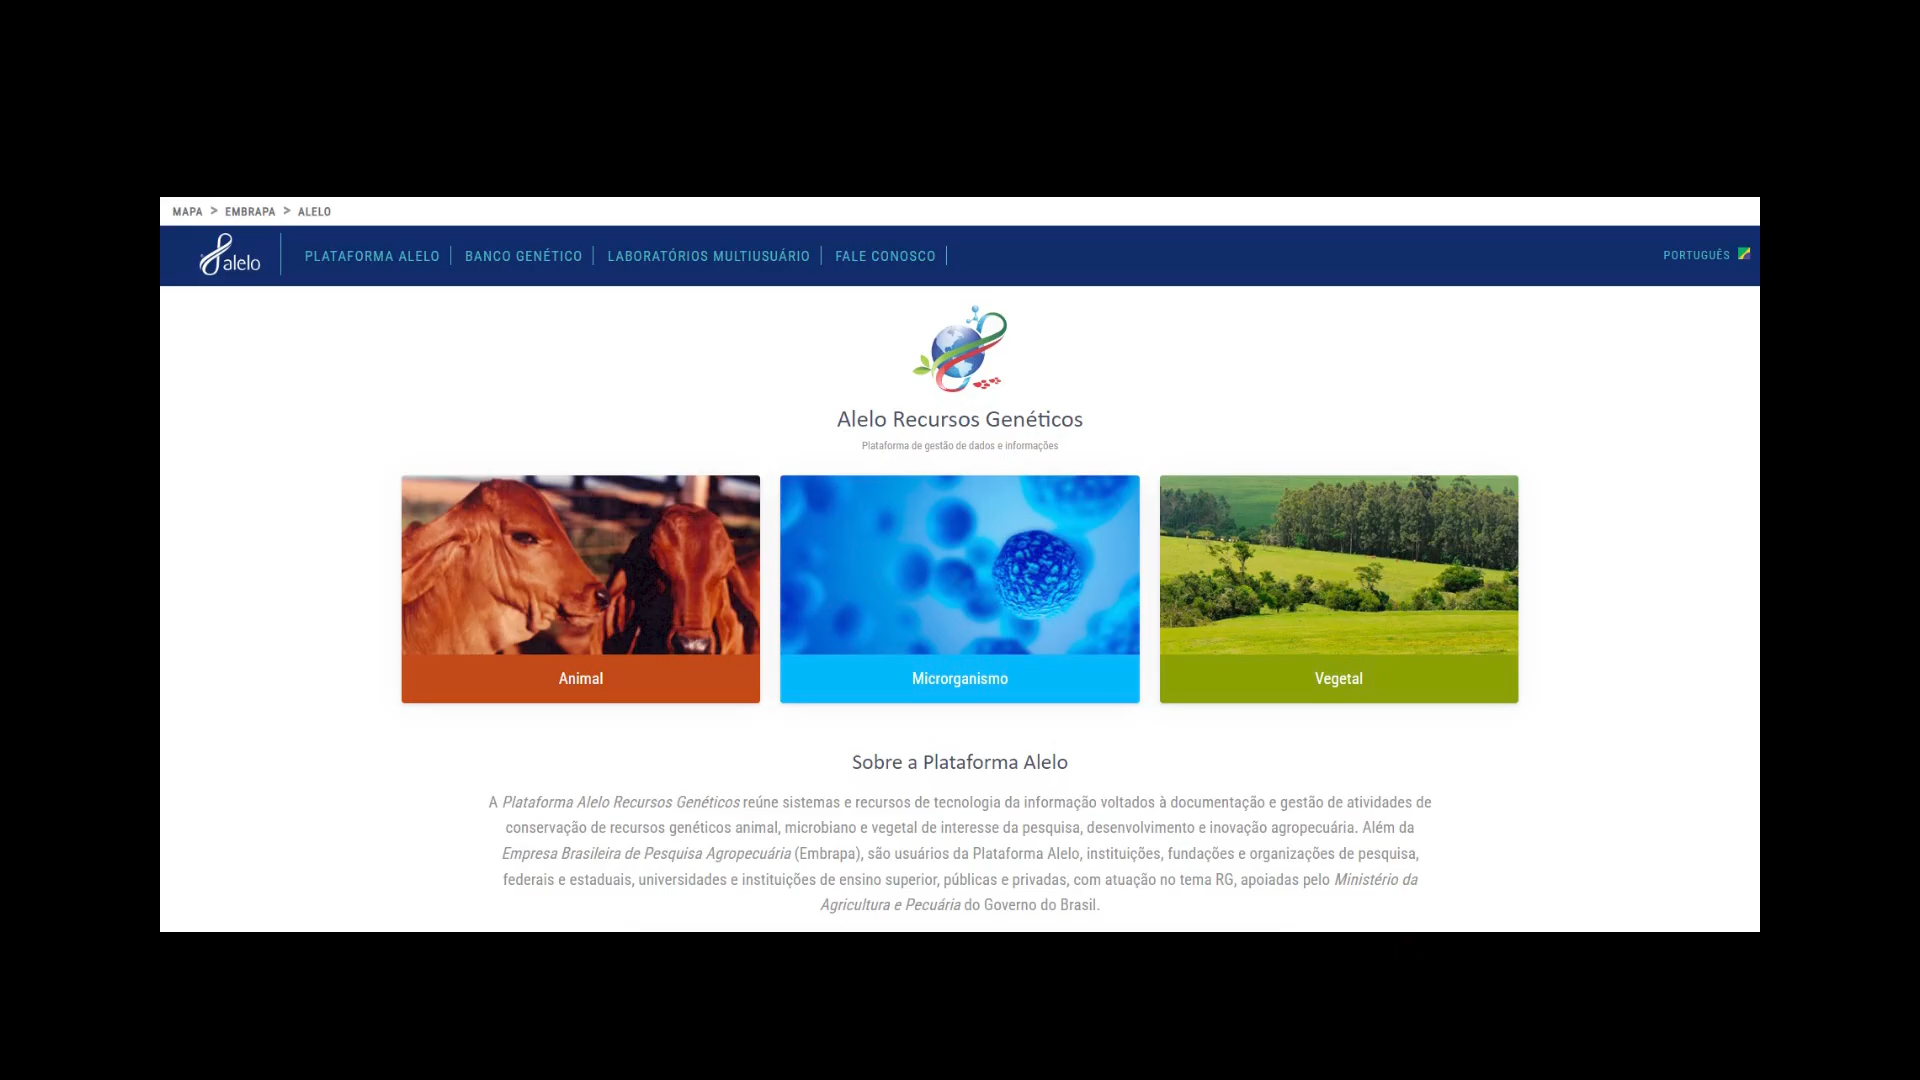 MAPA > EMBRAPA > ALELO
alelo
PLATAFORMA ALELO
BANCO GENÉTICO
LABORATÓRIOS MULTIUSUÁRIO
FALE CONOSCO
PORTUGUÊS
Alelo Recursos Genéticos
Plataforma de gestão de dados e informações
Animal
Microrganismo
Vegetal
Sobre a Plataforma Alelo
A Plataforma Alelo Recursos Genéticos reúne sistemas e recursos de tecnologia da informação voltados à documentação e gestão de atividades de
conservação de recursos genéticos animal, microbiano e vegetal de interesse da pesquisa, desenvolvimento e inovação agropecuária. Além da
Empresa Brasileira de Pesquisa Agropecuária (Embrapa), são usuários da Plataforma Alelo, instituições, fundações e organizações de pesquisa,
federais e estaduais, universidades e instituições de ensino superior, públicas e privadas, com atuação no tema RG, apoiadas pelo Ministério da
Agricultura e Pecuária do Governo do Brasil.